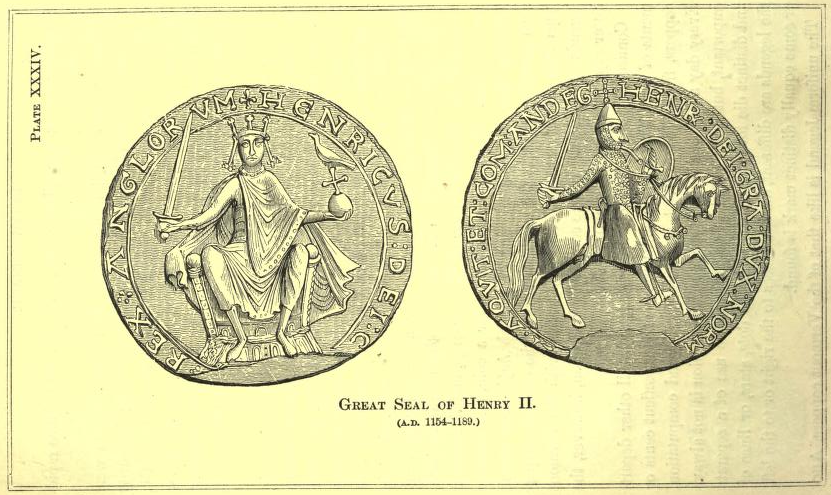 PLATE XXXIV.
✠ HENRICVS : DEI : G
REX : ANGLORVM
✠ HENR : DEI : GRA : DVX : NORM
AQVIT : ET : COM : ANDEG
GREAT SEAL OF HENRY II.
(A.D. 1154–1189.)